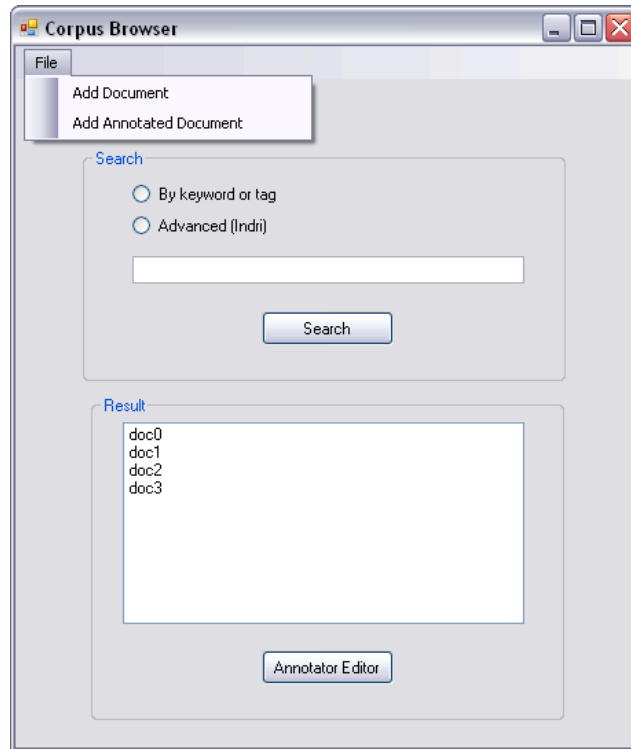 Corpus Browser
File
Add Document
Add Annotated Document
Search
By keyword or tag
Advanced (Indri)
Search
Result
doc0
doc1
doc2
doc3
Annotator Editor